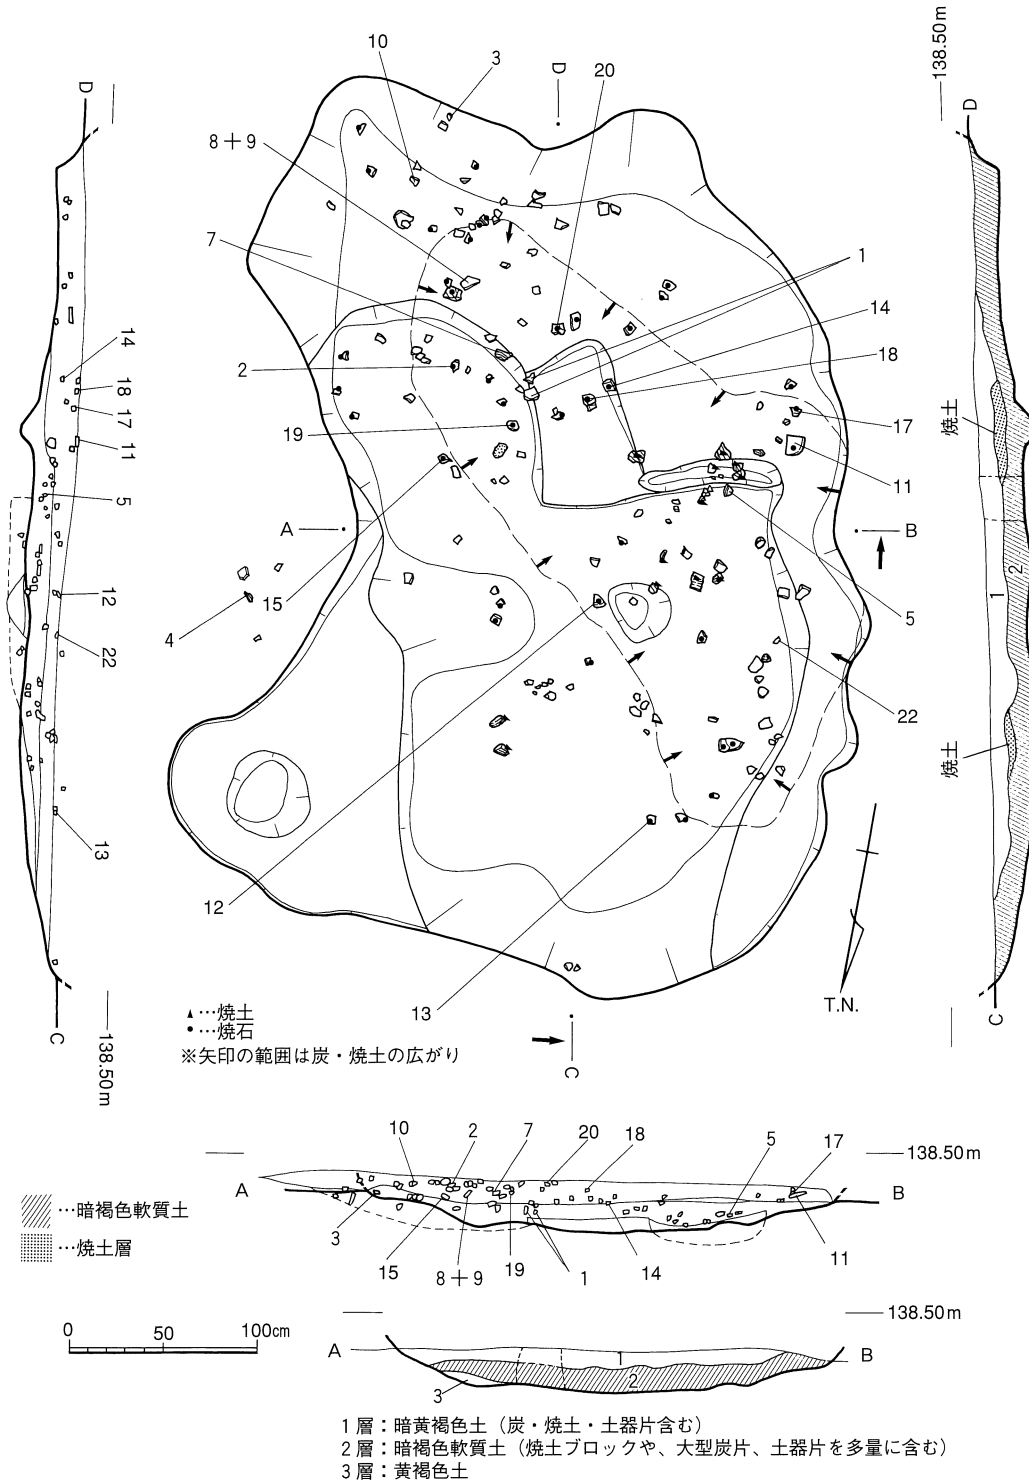 10
3
D
20
8+9
7
1
14
2
18
19
17
11
A
B
15
4
5
22
12
13
T.N.
C
D
14
18
17
11
5
12
22
13
C
138.50m
138.50m
D
焼土
1
2
焼土
C
▲…焼土
●…焼石
※矢印の範囲は炭・焼土の広がり
10
2
7
20
18
5
17
138.50m
A
B
3
15
8+9
19
1
14
11
…暗褐色軟質土
…焼土層
0 50 100cm
138.50m
A
1
B
2
3
1層：暗黄褐色土（炭・焼土・土器片含む）
2層：暗褐色軟質土（焼土ブロックや、大型炭片、土器片を多量に含む）
3層：黄褐色土